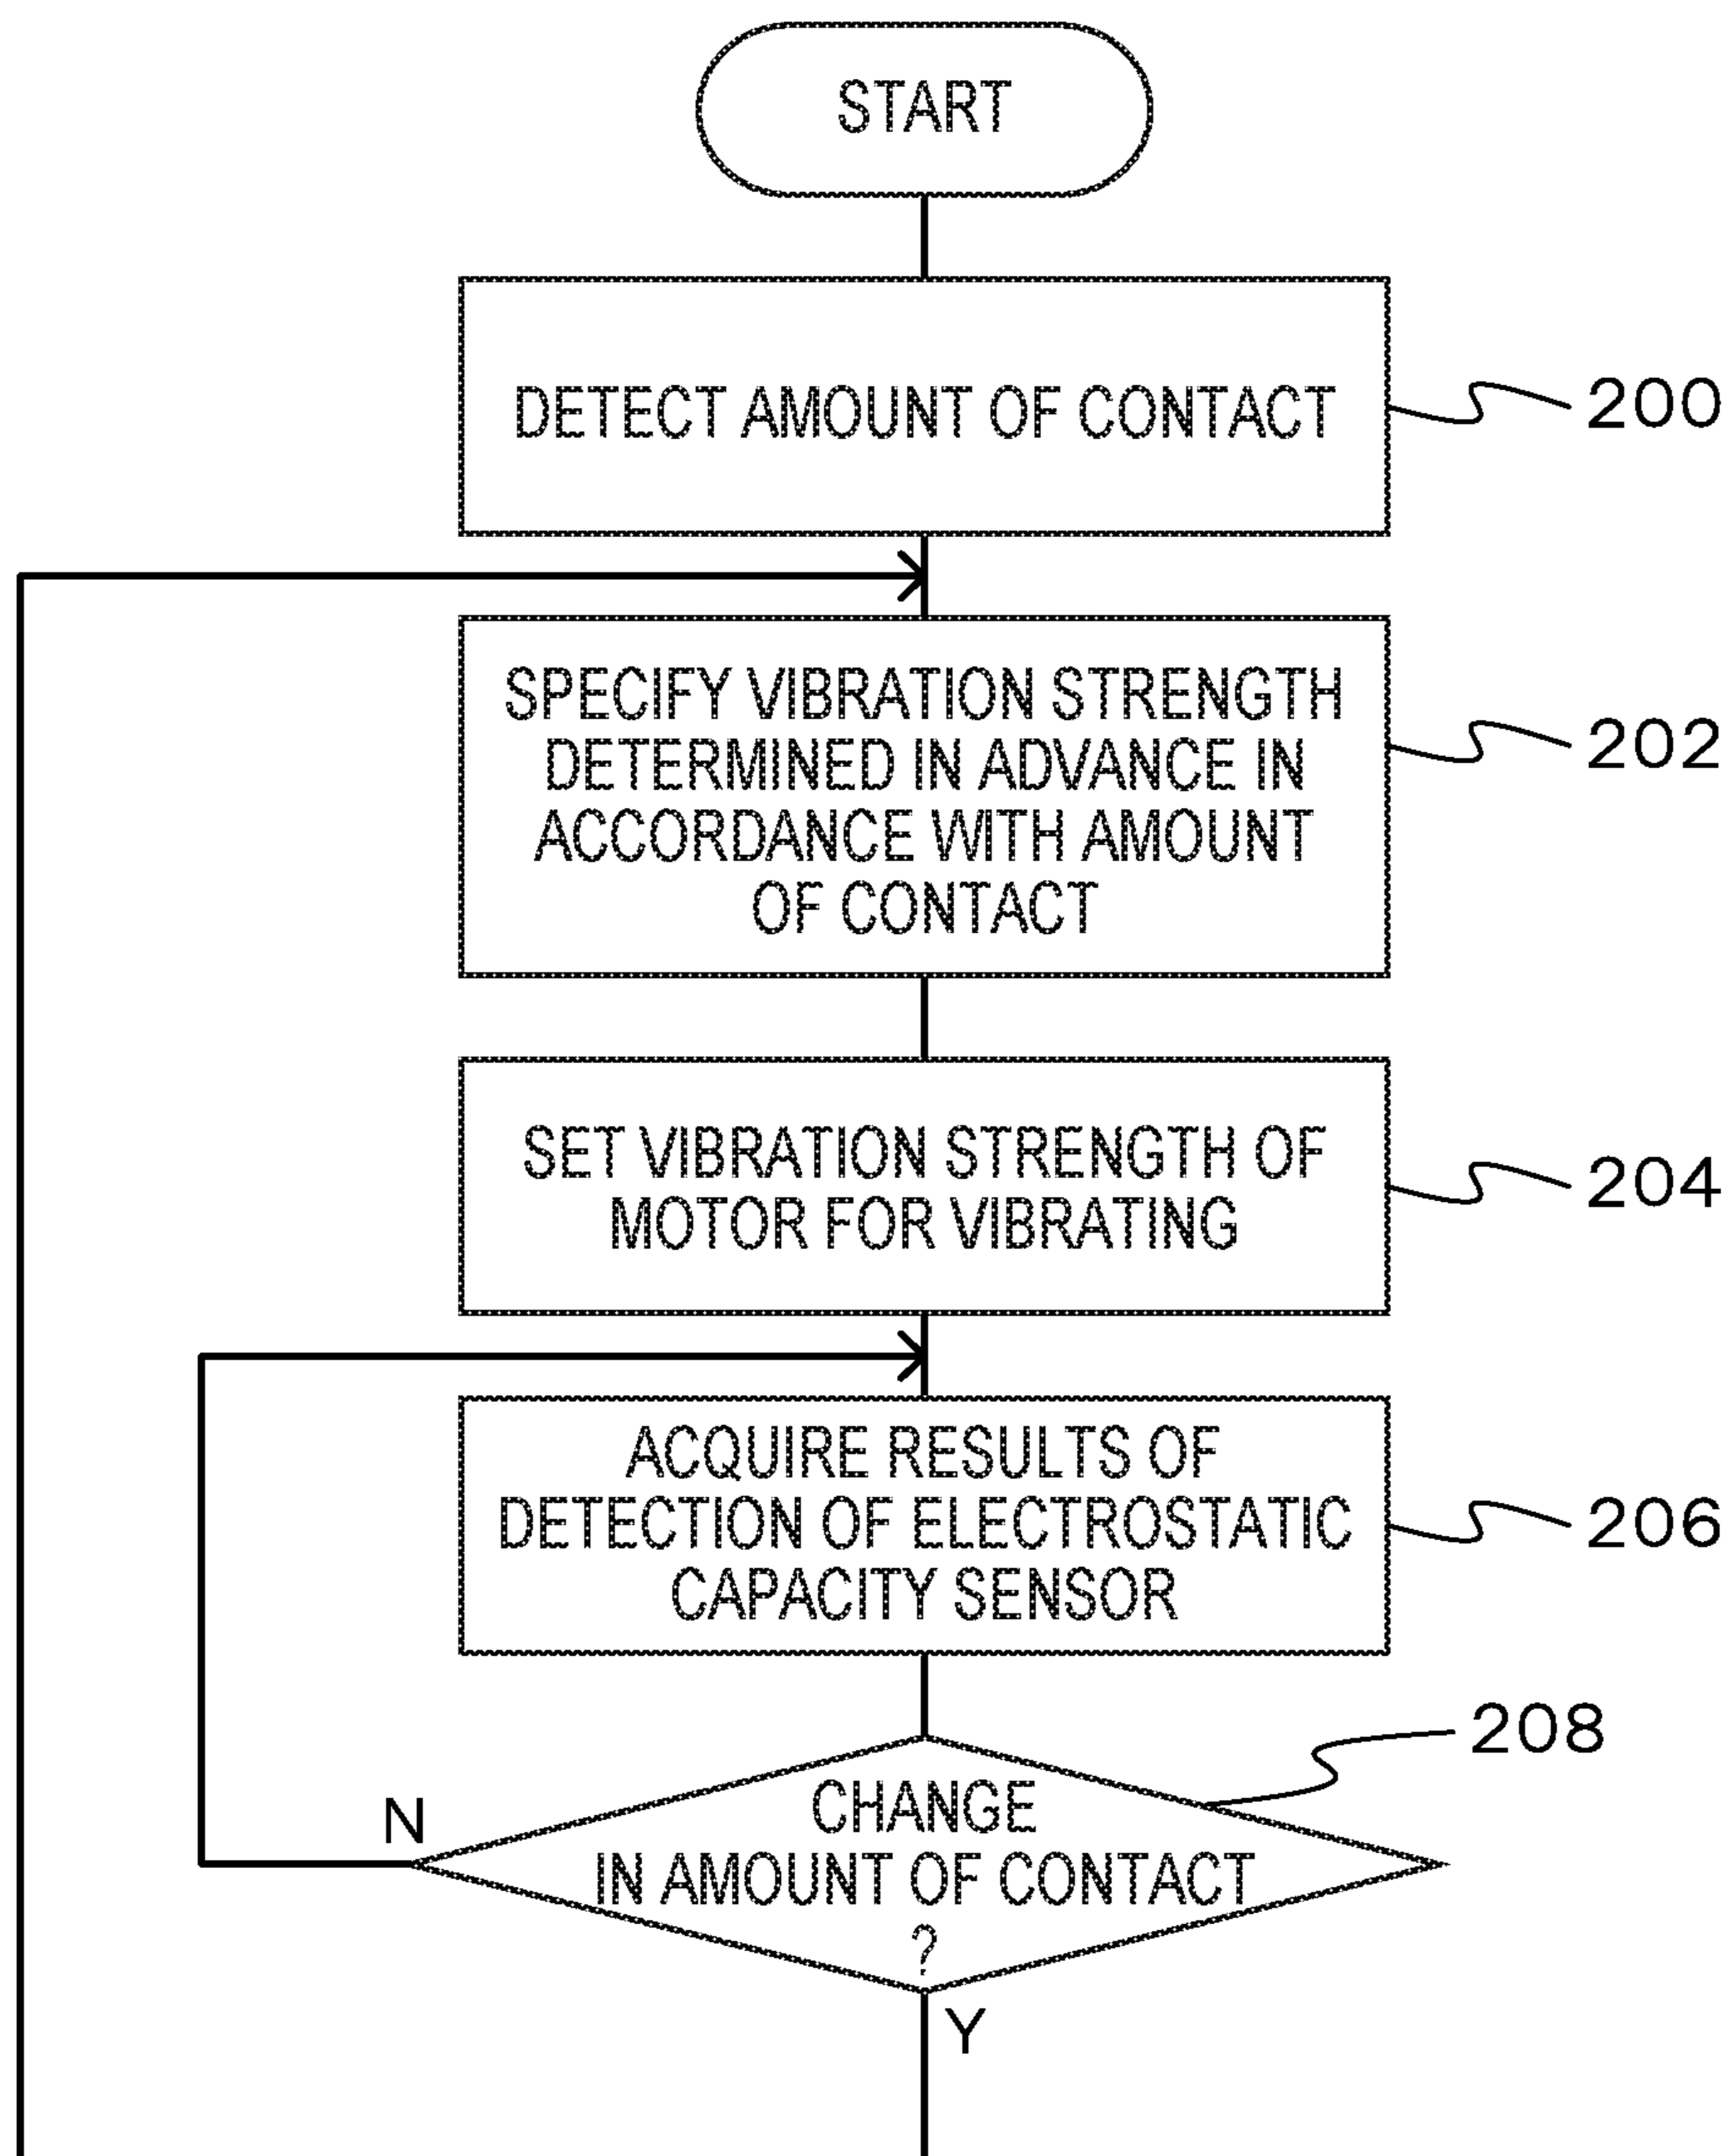 START
DETECT AMOUNT OF CONTACT
200
SPECIFY VIBRATION STRENGTH
DETERMINED IN ADVANCE IN
ACCORDANCE WITH AMOUNT
OF CONTACT
202
SET VIBRATION STRENGTH OF
MOTOR FOR VIBRATING
204
ACQUIRE RESULTS OF
DETECTION OF ELECTROSTATIC
CAPACITY SENSOR
206
208
CHANGE
IN AMOUNT OF CONTACT
?
N
Y